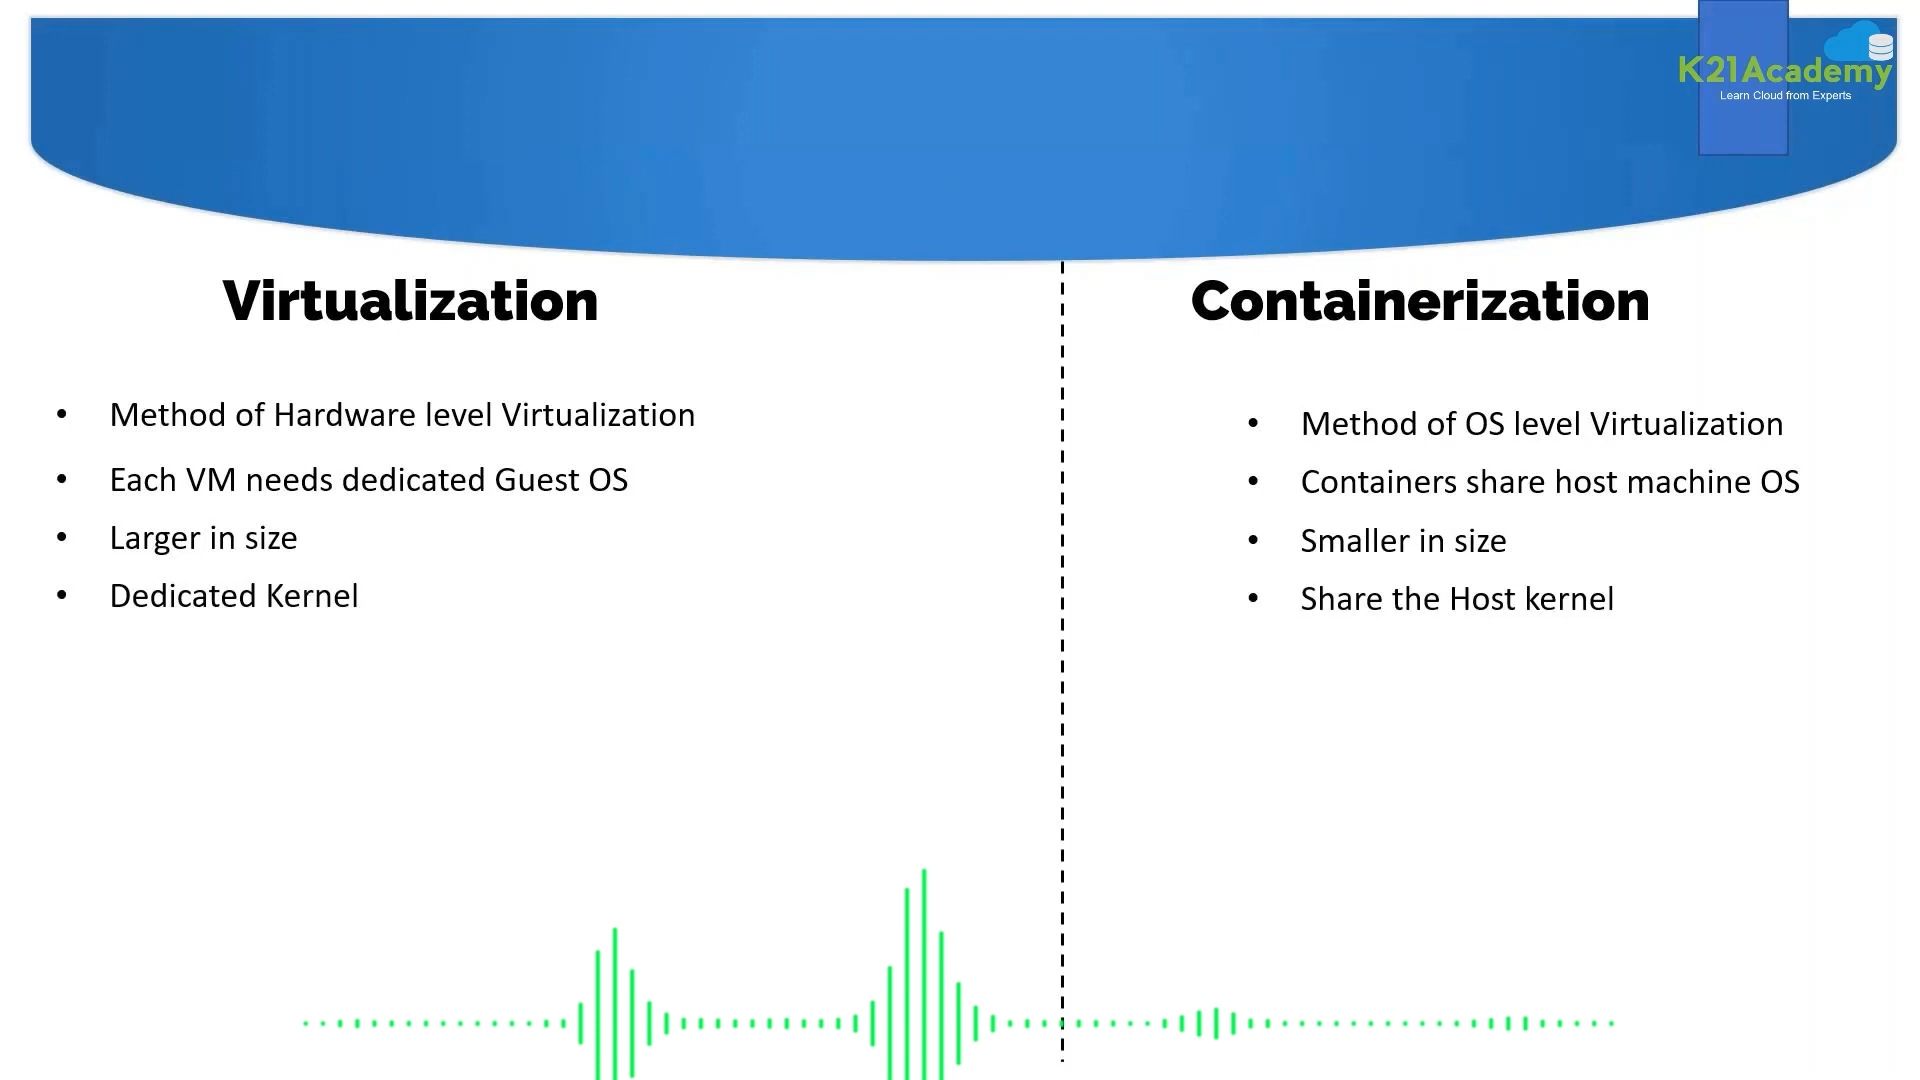 K21Academy
Learn Cloud from Experts
Virtualization
• Method of Hardware level Virtualization
• Each VM needs dedicated Guest OS
• Larger in size
• Dedicated Kernel
Containerization
• Method of OS level Virtualization
• Containers share host machine OS
• Smaller in size
• Share the Host kernel